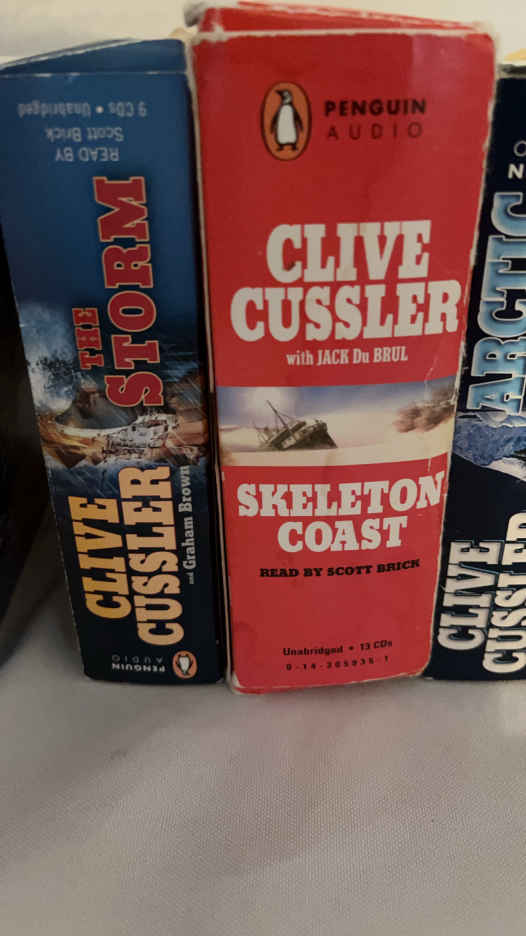 9 CDs • Unabridged
Scott Brick
READ BY
THE
STORM
CLIVE
CUSSLER
and Graham Brown
PENGUIN
AUDIO
PENGUIN
AUDIO
CLIVE
CUSSLER
with JACK Du BRUL
SKELETON
COAST
READ BY SCOTT BRICK
Unabridged • 13 CDs
ARCTIC
CLIVE
CUSSLER